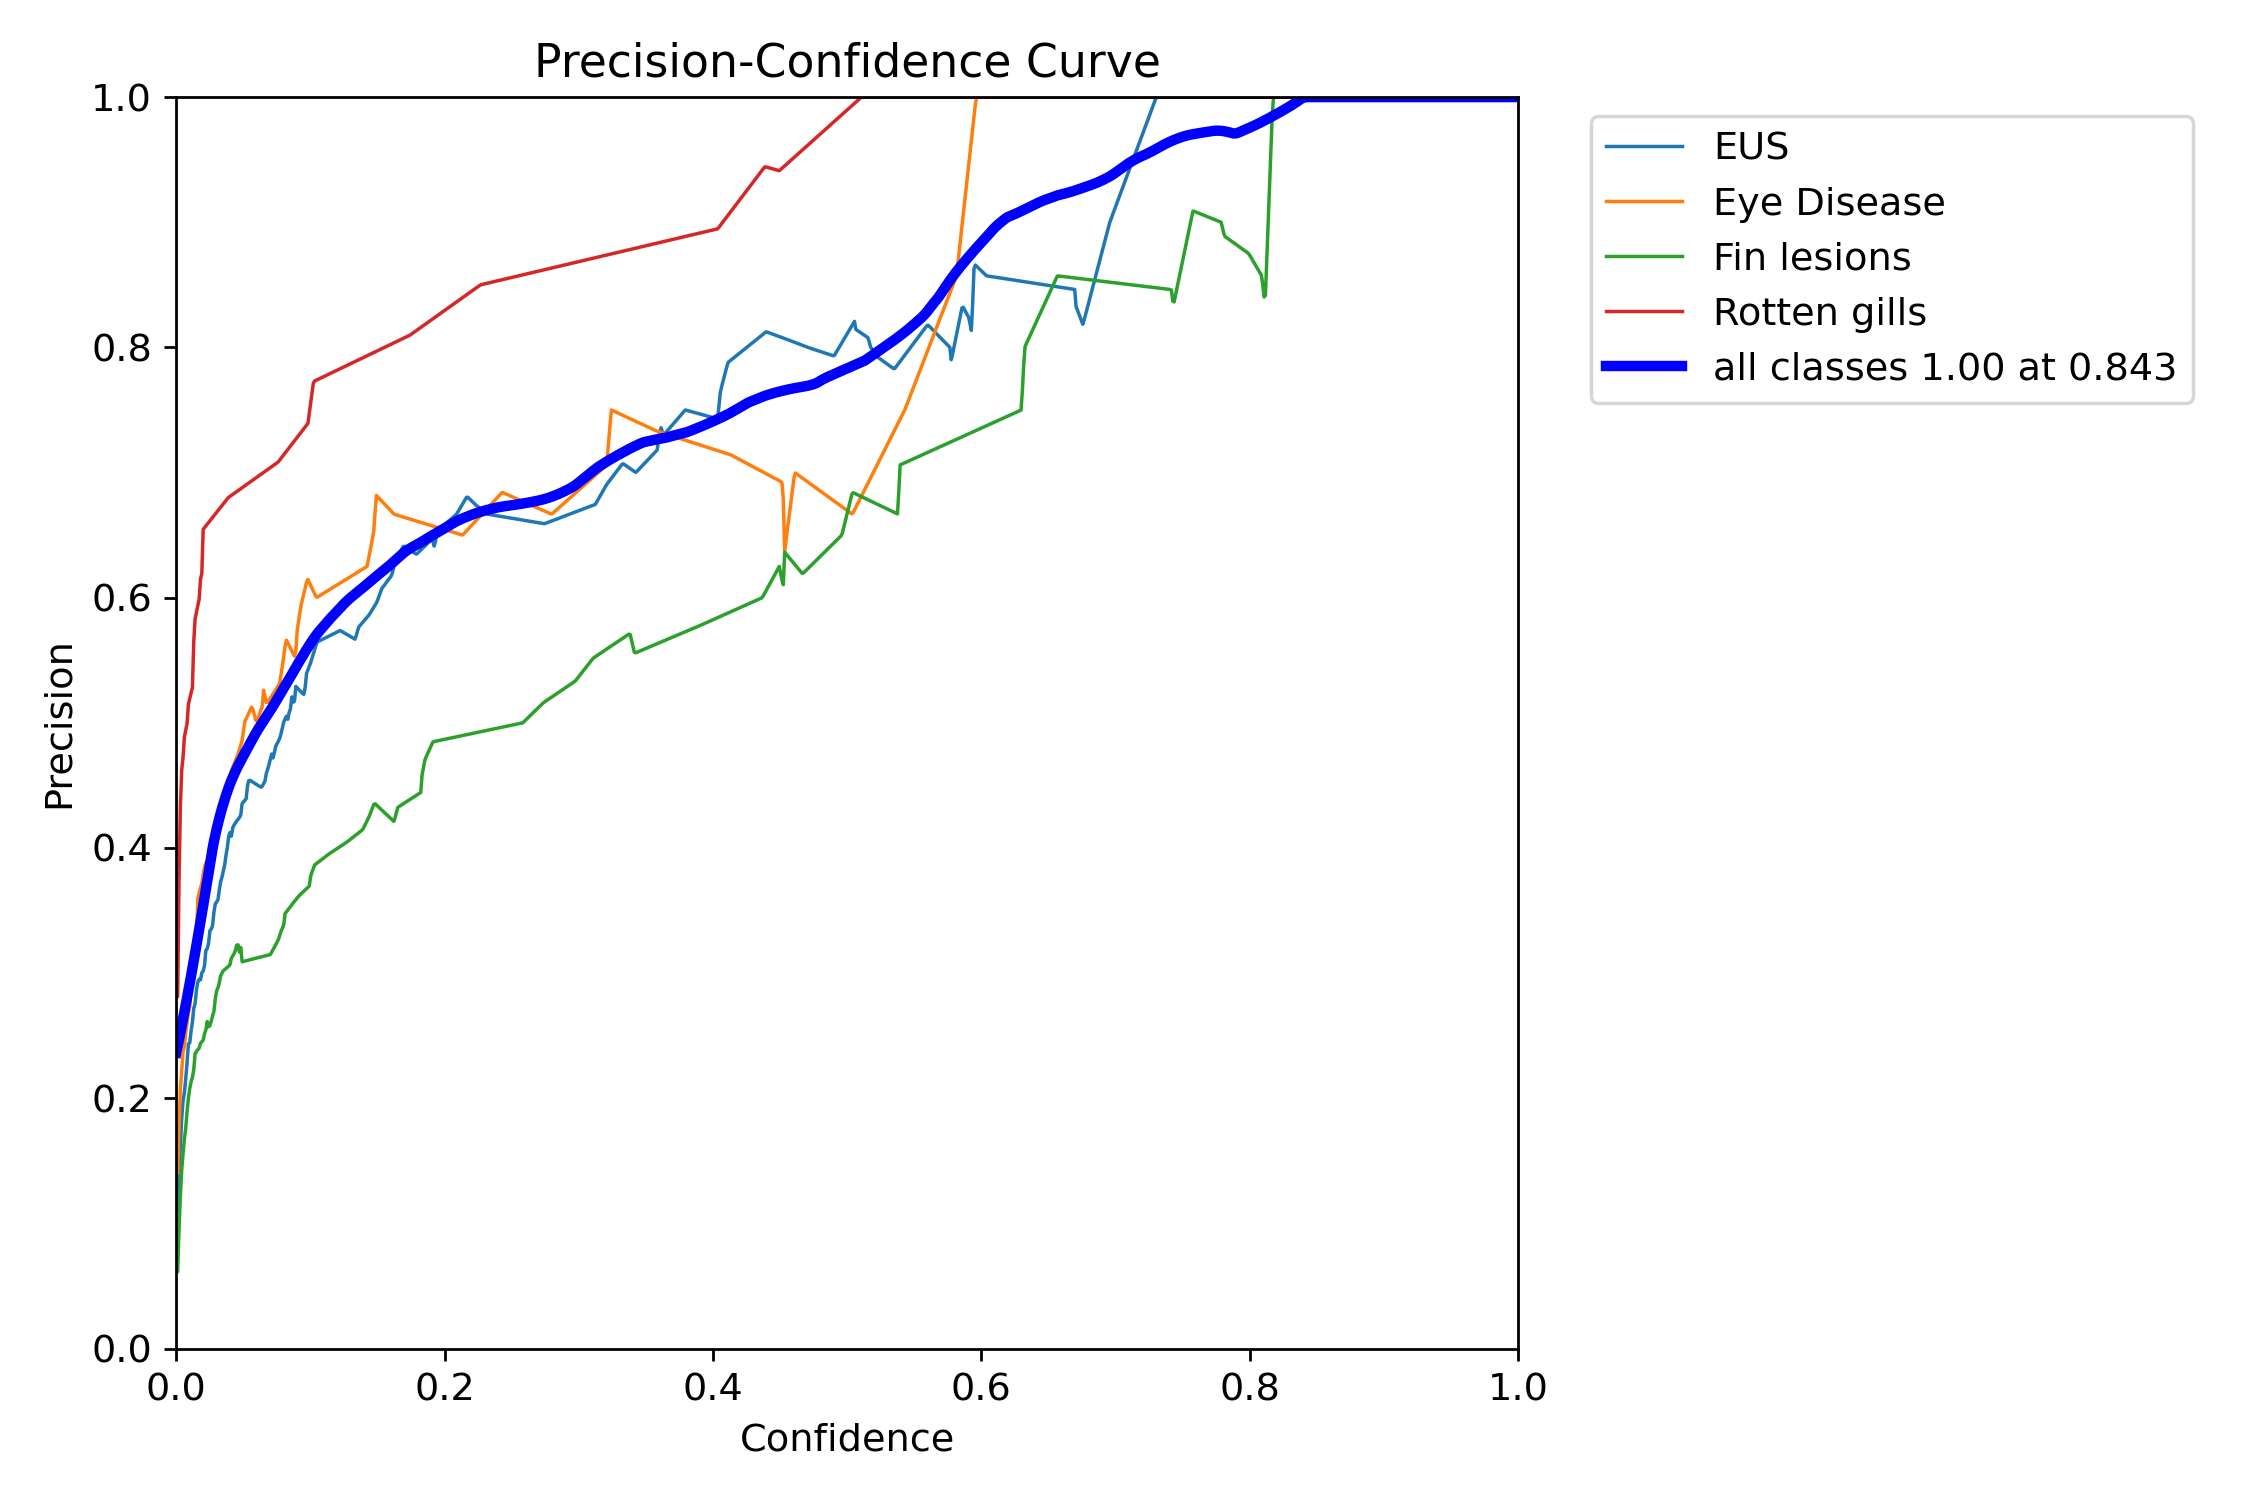 Precision-Confidence Curve
1.0
0.8
0.6
0.4
0.2
0.0
Precision
0.0 0.2 0.4 0.6 0.8 1.0
Confidence
EUS
Eye Disease
Fin lesions
Rotten gills
all classes 1.00 at 0.843